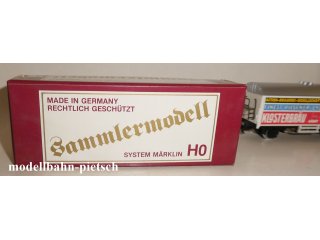 MADE IN GERMANY
RECHTLICH GESCHÜTZT
Sammlermodell
SYSTEM MÄRKLIN H0
KLOSTERBRÄU
modellbahn-pietsch